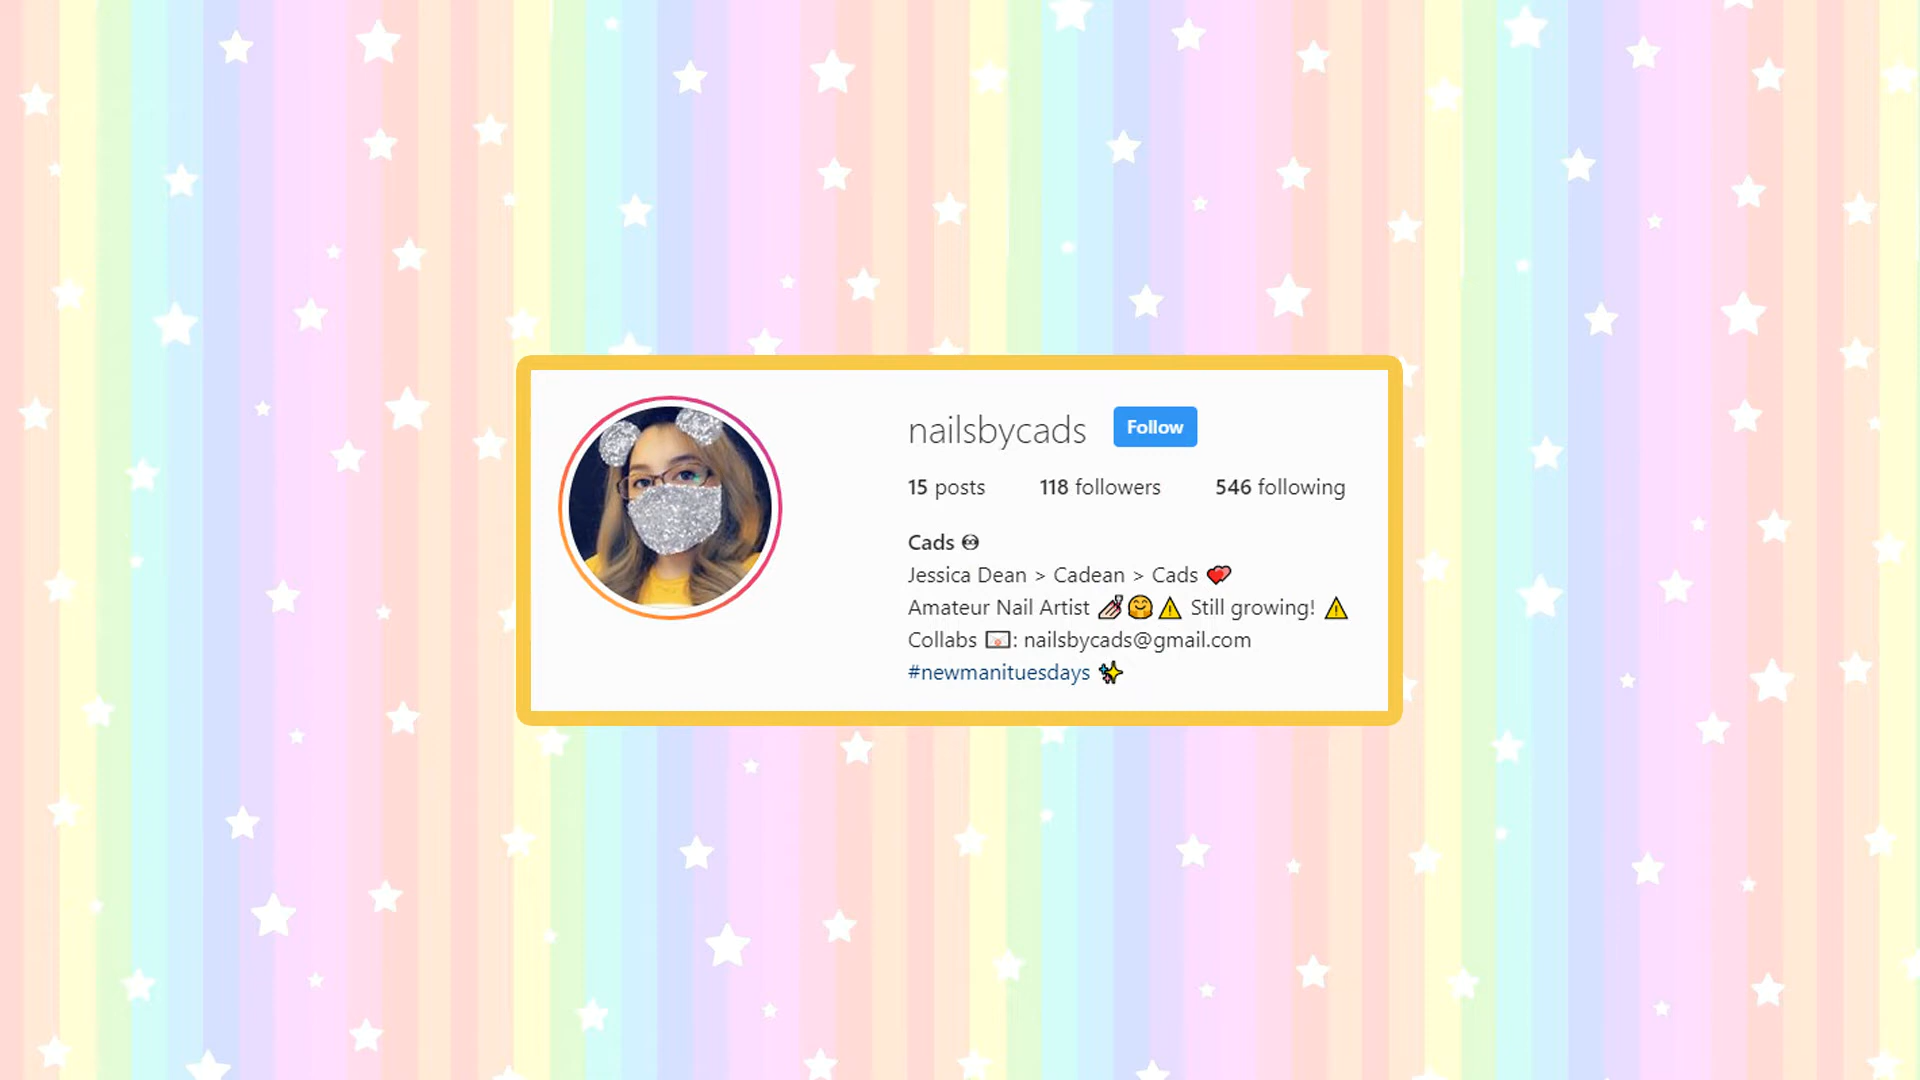 nailsbycads Follow
15 posts 118 followers 546 following
Cads ♾
Jessica Dean > Cadean > Cads 💕
Amateur Nail Artist 💅🤗⚠ Still growing! ⚠
Collabs 💌: nailsbycads@gmail.com
#newmanituesdays ✨